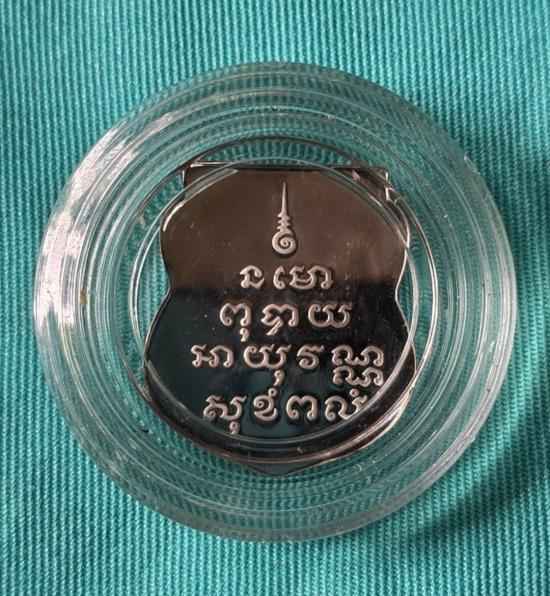 ន មោ
ពុ ទ្ធា យ
អា យុ វ ណ្ណ
សុ ខំ ព លំ